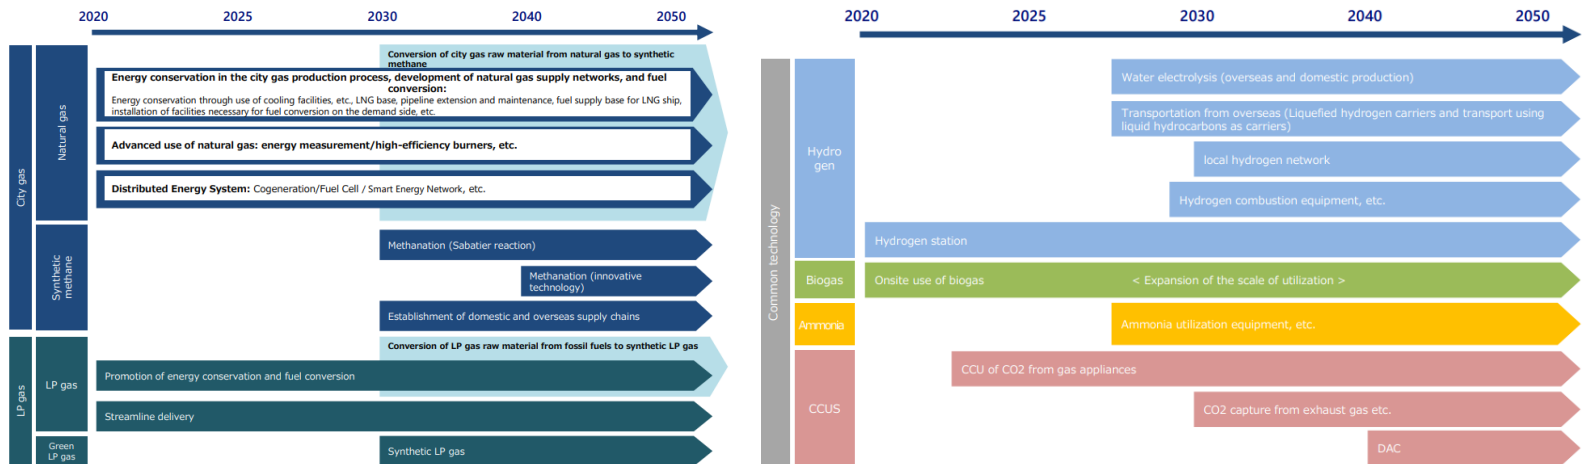 2020 2025 2030 2040 2050
City gas
Natural gas
Conversion of city gas raw material from natural gas to synthetic
methane
Energy conservation in the city gas production process, development of natural gas supply networks, and fuel
conversion:
Energy conservation through use of cooling facilities, etc., LNG base, pipeline extension and maintenance, fuel supply base for LNG ship,
installation of facilities necessary for fuel conversion on the demand side, etc.
Advanced use of natural gas: energy measurement/high-efficiency burners, etc.
Distributed Energy System: Cogeneration/Fuel Cell / Smart Energy Network, etc.
Synthetic
methane
Methanation (Sabatier reaction)
Methanation (innovative
technology)
Establishment of domestic and overseas supply chains
LP gas
LP gas
Conversion of LP gas raw material from fossil fuels to synthetic LP gas
Promotion of energy conservation and fuel conversion
Streamline delivery
Green
LP gas
Synthetic LP gas
2020 2025 2030 2040 2050
Common technology
Hydro
gen
Water electrolysis (overseas and domestic production)
Transportation from overseas (Liquefied hydrogen carriers and transport using
liquid hydrocarbons as carriers)
local hydrogen network
Hydrogen combustion equipment, etc.
Hydrogen station
Biogas
Onsite use of biogas < Expansion of the scale of utilization >
Ammonia
Ammonia utilization equipment, etc.
CCUS
CCU of CO2 from gas appliances
CO2 capture from exhaust gas etc.
DAC